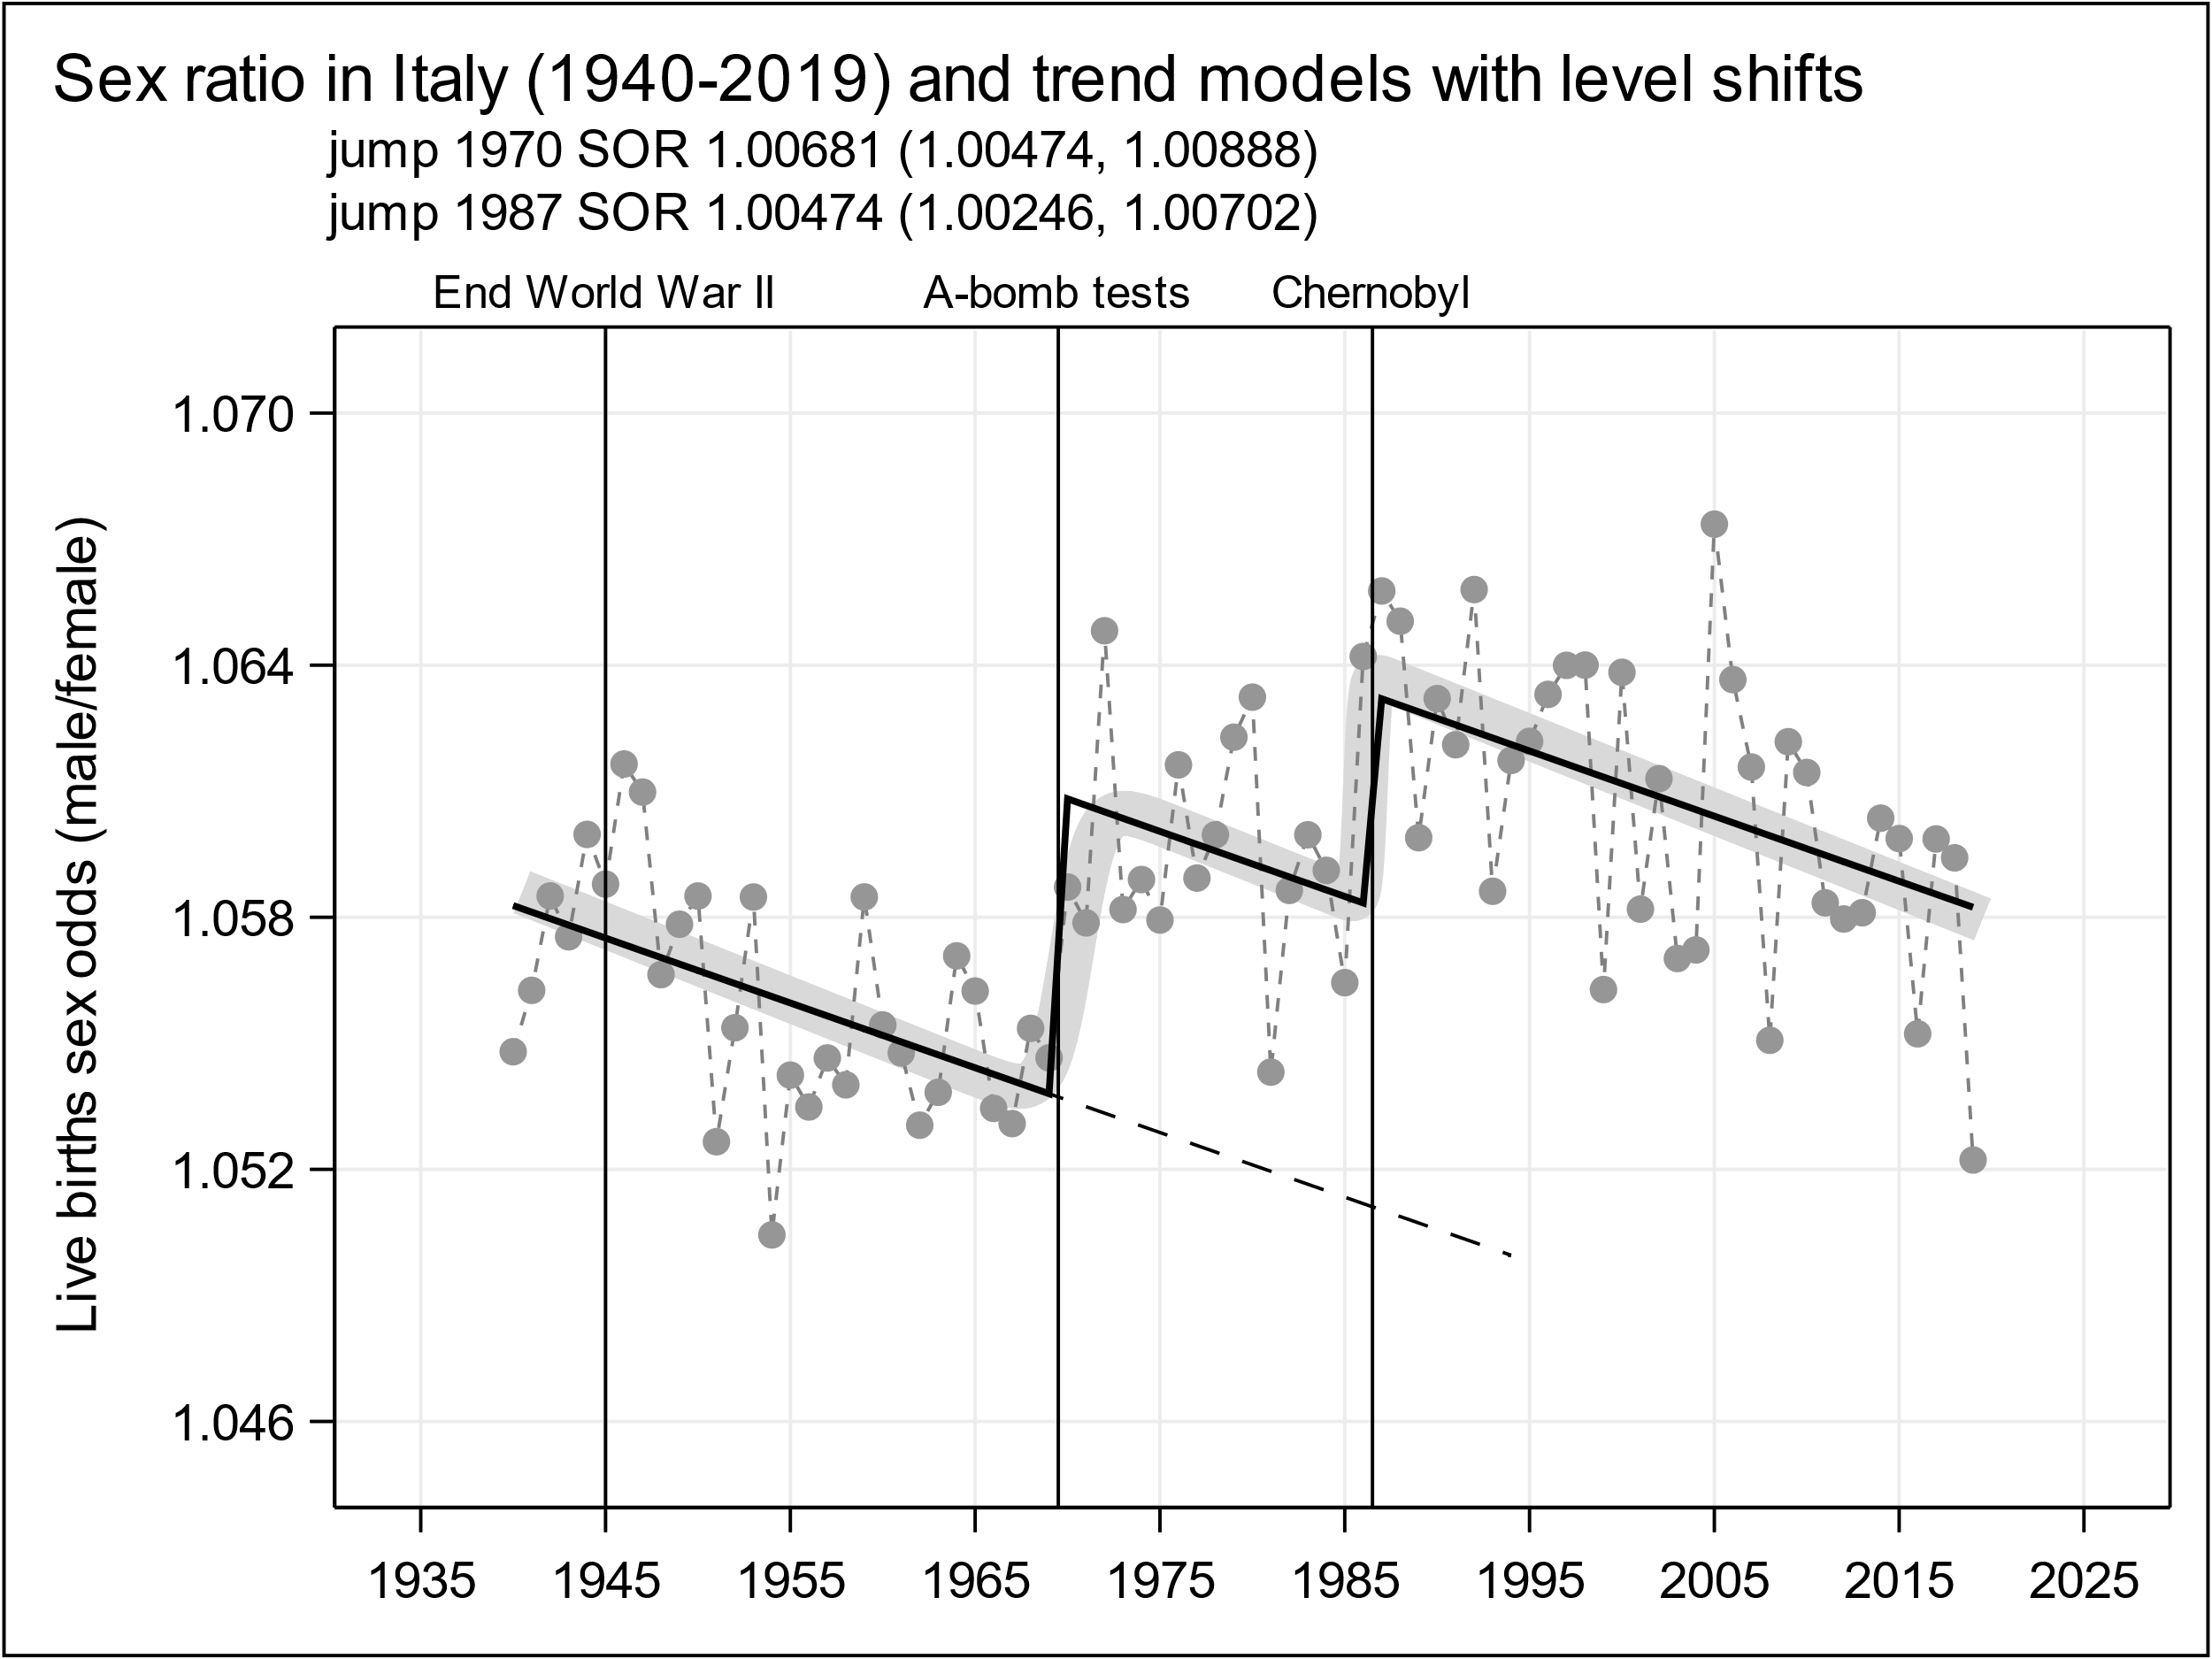 Sex ratio in Italy (1940-2019) and trend models with level shifts
jump 1970 SOR 1.00681 (1.00474, 1.00888)
jump 1987 SOR 1.00474 (1.00246, 1.00702)
End World War II A-bomb tests Chernobyl
Live births sex odds (male/female)
1.070
1.064
1.058
1.052
1.046
1935 1945 1955 1965 1975 1985 1995 2005 2015 2025